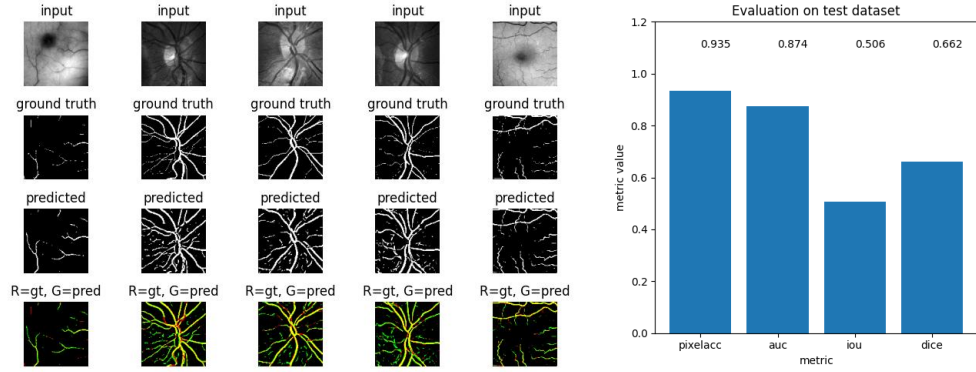 input input input input input
ground truth ground truth ground truth ground truth ground truth
predicted predicted predicted predicted predicted
R=gt, G=pred R=gt, G=pred R=gt, G=pred R=gt, G=pred R=gt, G=pred
Evaluation on test dataset
1.2
0.935 0.874 0.506 0.662
1.0
0.8
0.6
0.4
0.2
0.0
metric value
pixelacc auc iou dice
metric